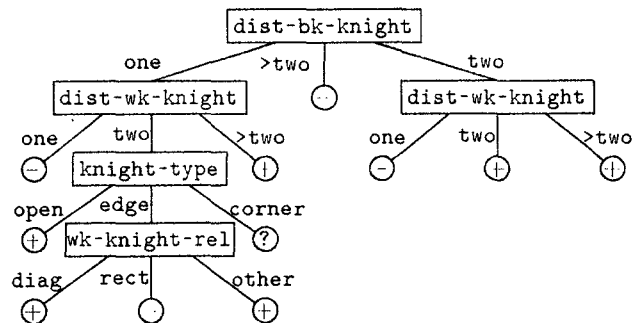 dist-bk-knight
one >two two
dist-wk-knight dist-wk-knight
one two >two one two >two
- + - + +
knight-type
open edge corner
+ ?
wk-knight-rel
diag rect other
+ +